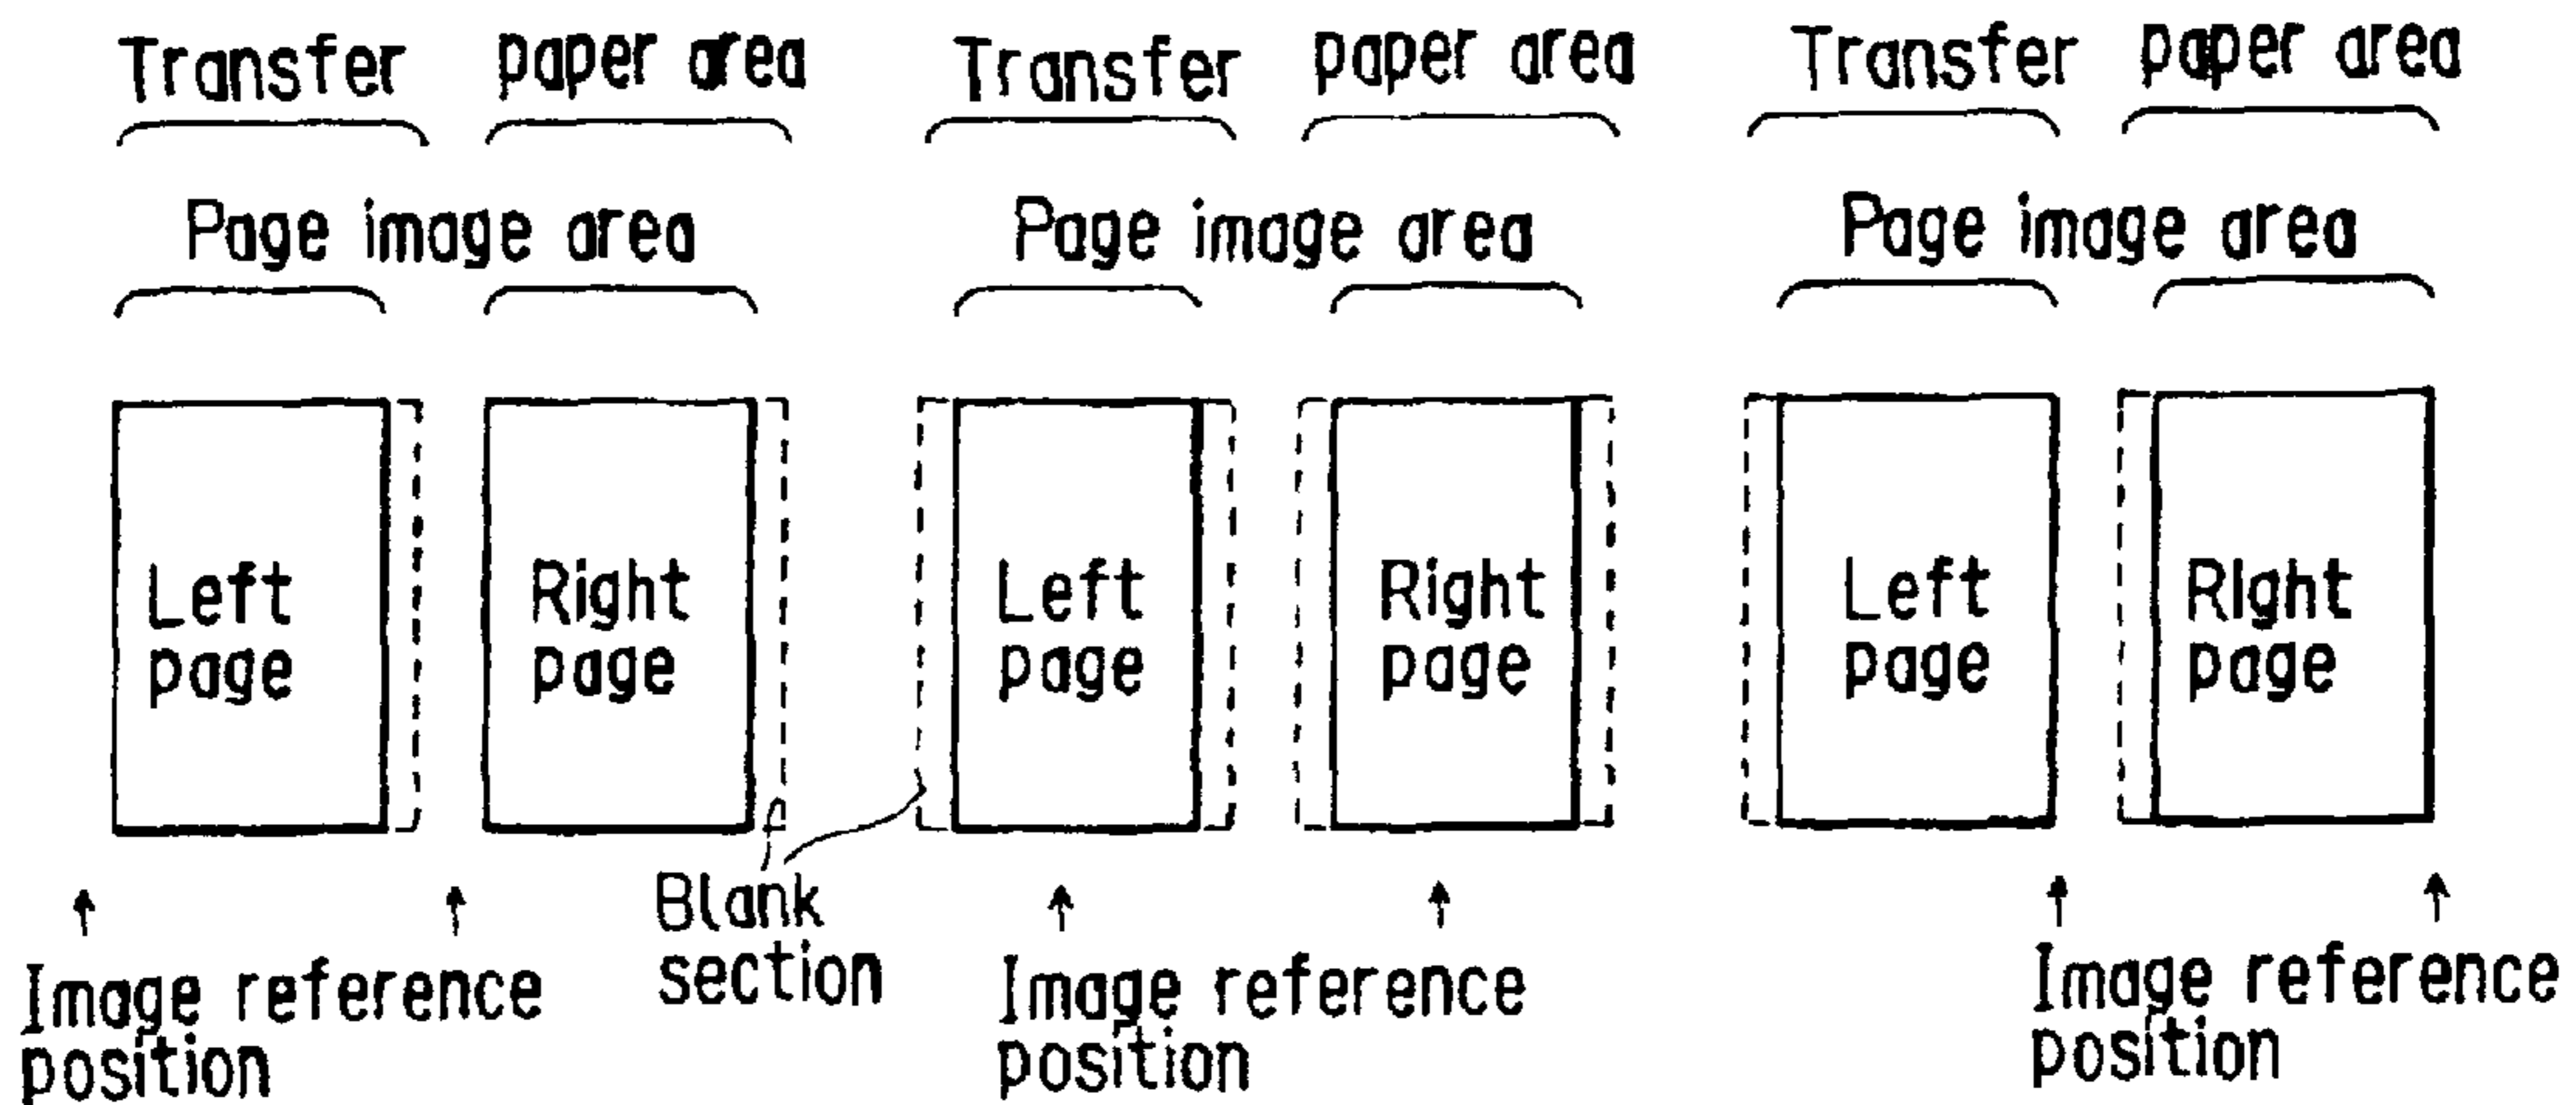 Transfer paper area Transfer paper area Transfer paper area
Page image area Page image area Page image area
Left Right Left Right Left Right
page page page page page page
Blank
section
Image reference Image reference Image reference
position position position